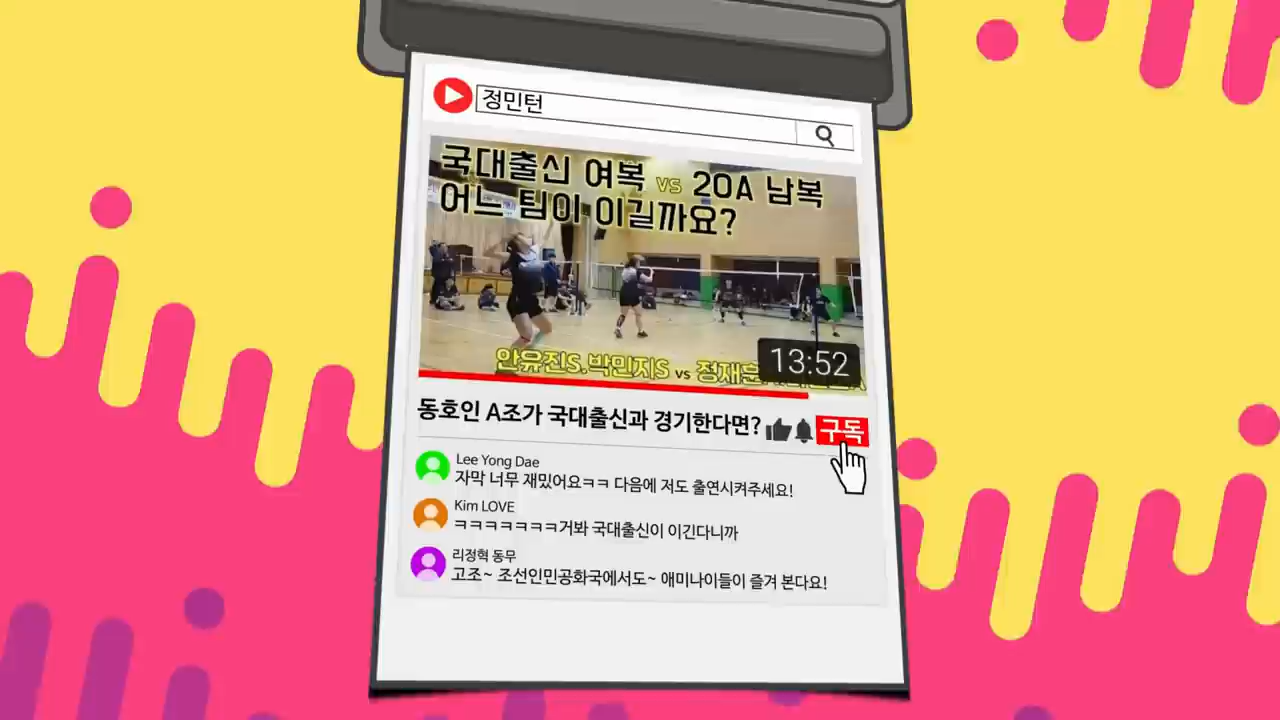 정민턴
국대출신 여복 vs 20A 남복
어느 팀이 이길까요?
안유진S.박민지S vs 정재훈
13:52
동호인 A조가 국대출신과 경기한다면?
구독
Lee Yong Dae
자막 너무 재밌어요ㅋㅋ 다음에 저도 출연시켜주세요!
Kim LOVE
ㅋㅋㅋㅋㅋㅋㅋ거봐 국대출신이 이긴다니까
리정혁 동무
고조~ 조선인민공화국에서도~ 애미나이들이 즐겨 본다요!